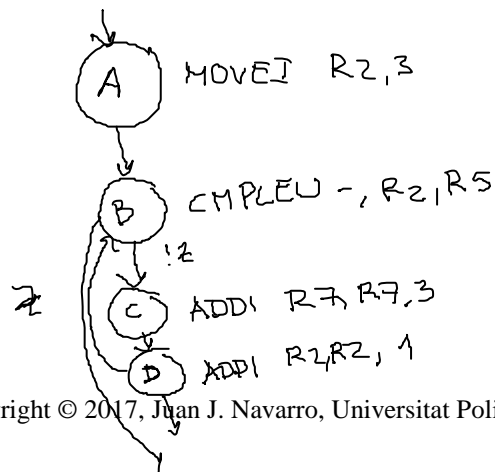 A MOVEI R2,3
B CMPLEU -, R2, R5
!z
z
C ADDI R7, R7, 3
D ADDI R2, R2, 1
right © 2017, Juan J. Navarro, Universitat Poli